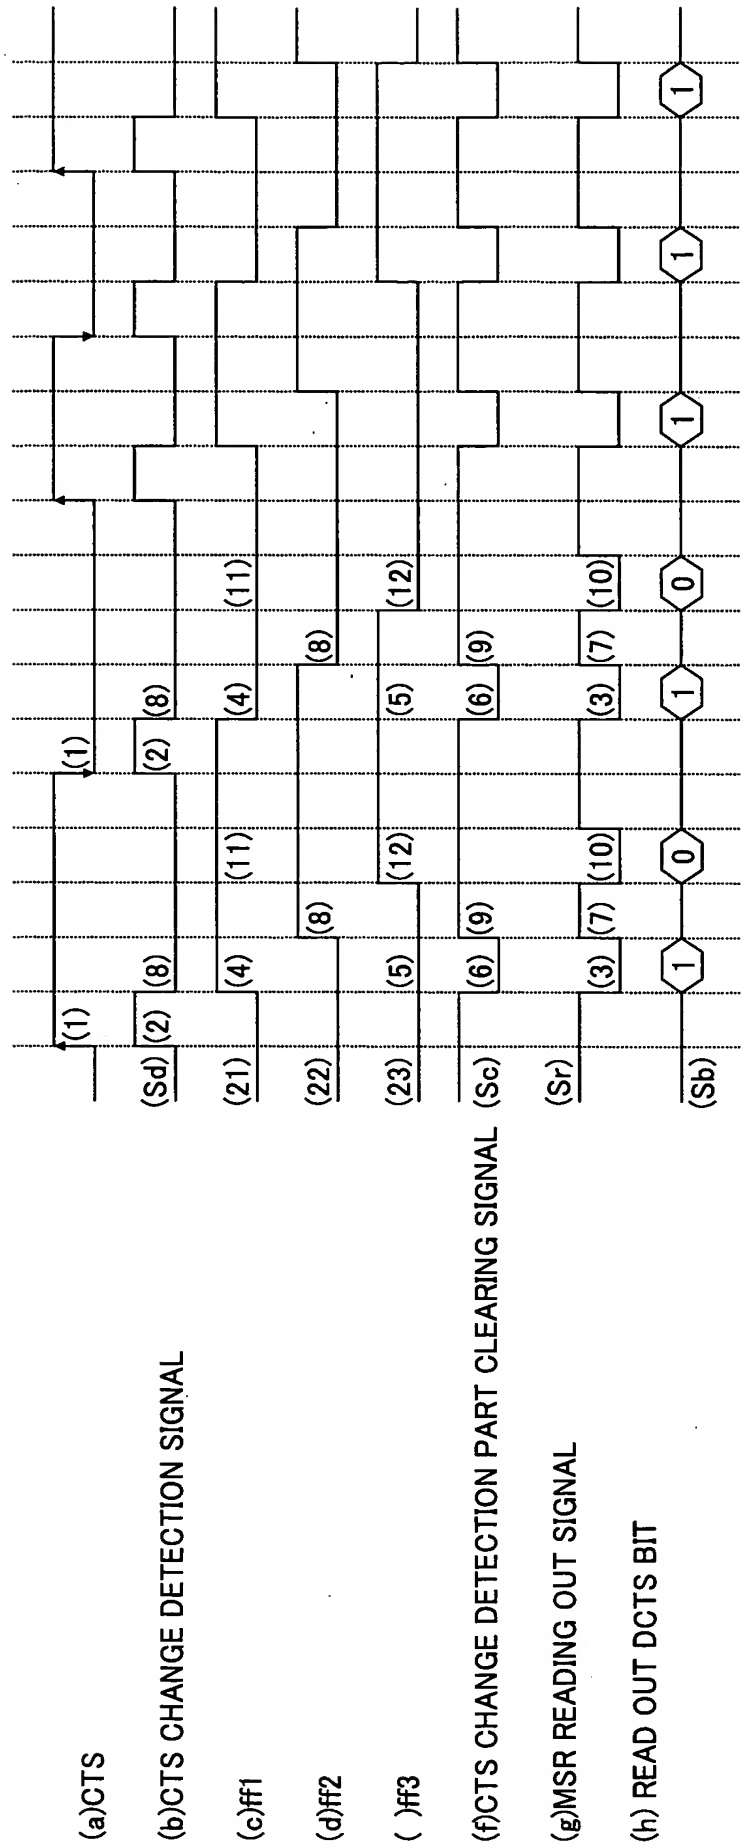 (a)CTS (1) (1)
(b)CTS CHANGE DETECTION SIGNAL (Sd) (2) (8) (2) (8)
(c)ff1 (21) (4) (11) (4) (11)
(d)ff2 (22) (8) (8)
( )ff3 (23) (5) (12) (5) (12)
(f)CTS CHANGE DETECTION PART CLEARING SIGNAL (Sc) (6) (9) (6) (9)
(g)MSR READING OUT SIGNAL (Sr) (3) (7) (10) (3) (7) (10)
(h) READ OUT DCTS BIT (Sb) 1 0 1 0 1 1 1